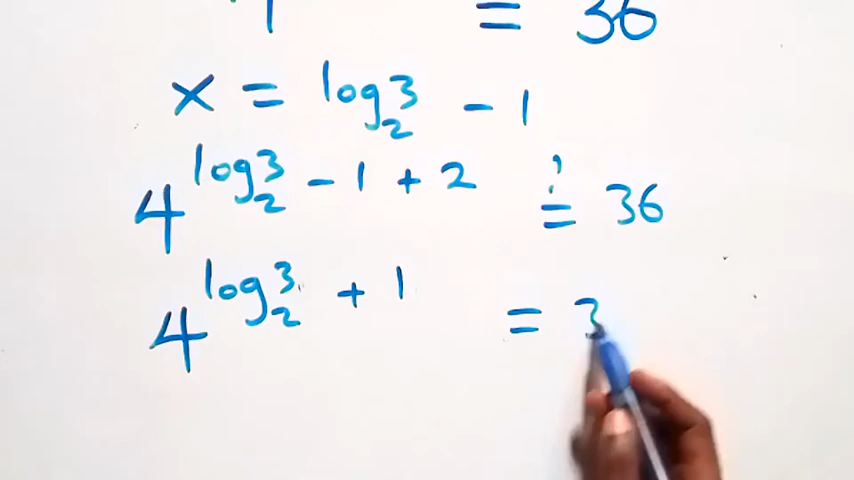 = 36
x = log₂3 - 1
4^(log₂3 - 1 + 2) ?= 36
4^(log₂3 + 1) = 3